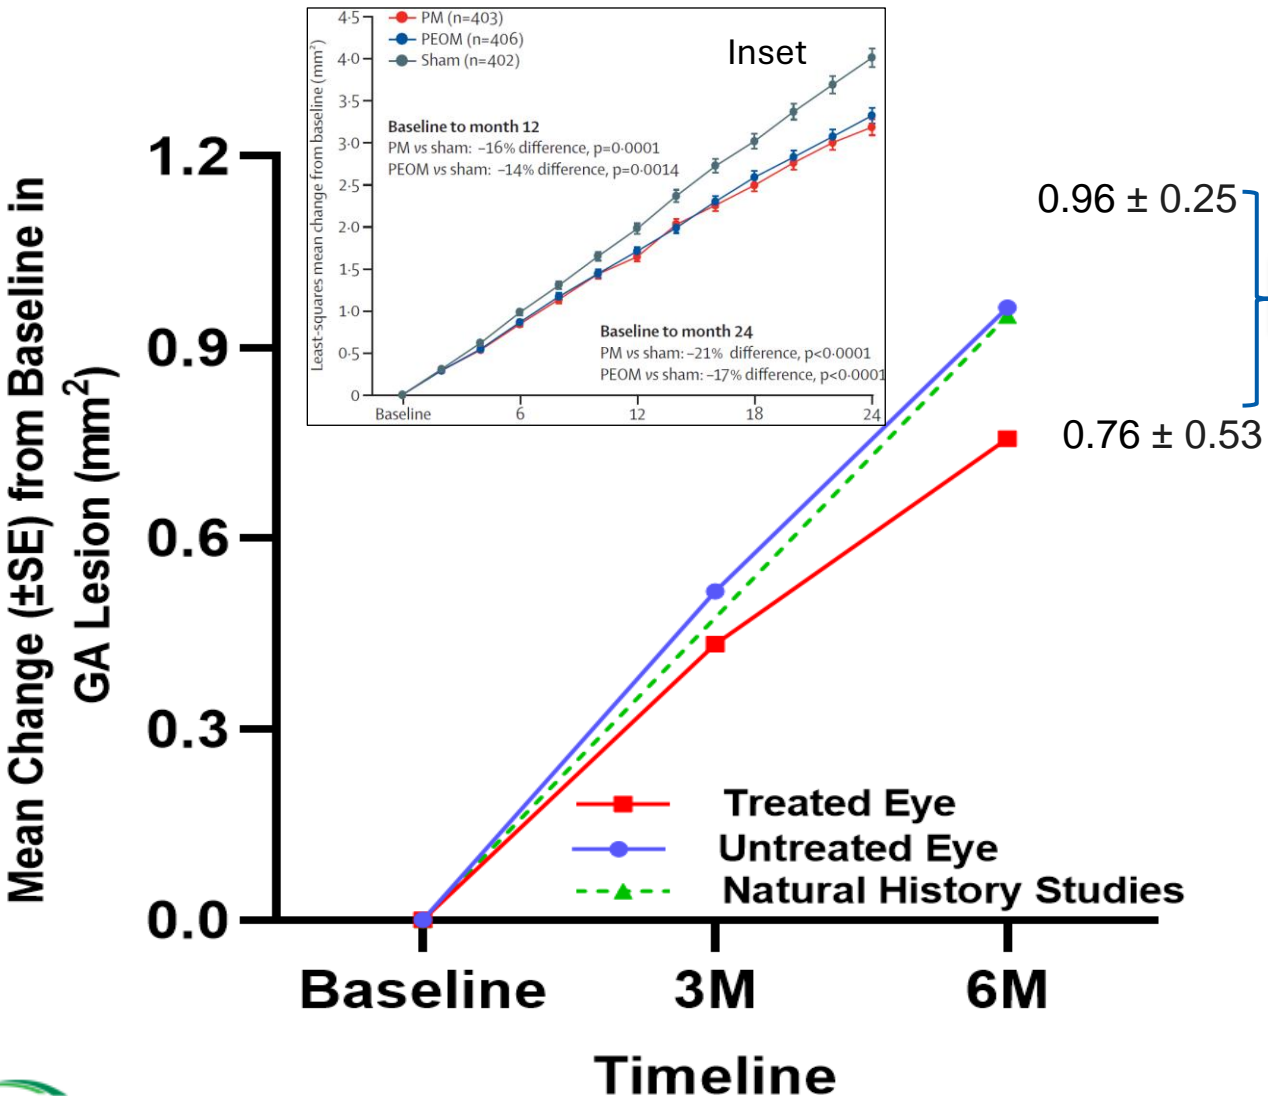 4·5
4·0
3·5
3·0
2·5
2·0
1·5
1·0
0·5
0
Least-squares mean change from baseline (mm²)
PM (n=403)
PEOM (n=406)
Sham (n=402)
Inset
Baseline to month 12
PM vs sham: –16% difference, p=0·0001
PEOM vs sham: –14% difference, p=0·0014
Baseline to month 24
PM vs sham: –21% difference, p<0·0001
PEOM vs sham: –17% difference, p<0·0001
Baseline 6 12 18 24
Mean Change (±SE) from Baseline in
GA Lesion (mm²)
1.2
0.9
0.6
0.3
0.0
0.96 ± 0.25
0.76 ± 0.53
Treated Eye
Untreated Eye
Natural History Studies
Baseline 3M 6M
Timeline